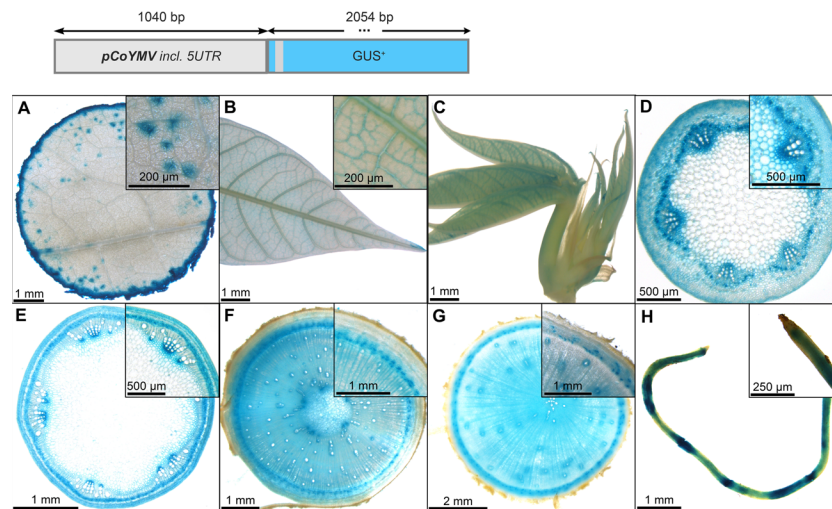 1040 bp 2054 bp
...
pCoYMV incl. 5UTR GUS⁺
A B C D
200 µm 200 µm 500 µm
1 mm 1 mm 1 mm 500 µm
E F G H
500 µm 1 mm 1 mm 250 µm
1 mm 1 mm 2 mm 1 mm